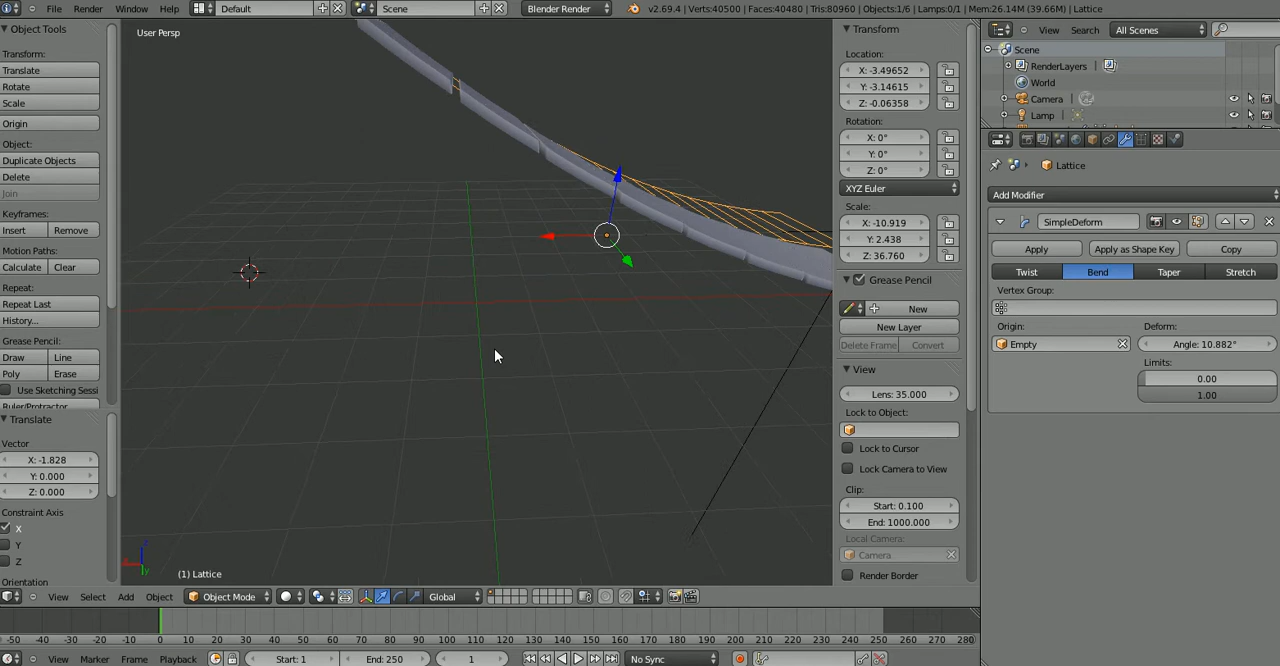 File Render Window Help Default Scene Blender Render v2.69.4 | Verts:40500 | Faces:40480 | Tris:80960 | Objects:1/6 | Lamps:0/1 | Mem:26.14M (39.66M) | Lattice
Object Tools
Transform:
Translate
Rotate
Scale
Origin
Object:
Duplicate Objects
Delete
Join
Keyframes:
Insert Remove
Motion Paths:
Calculate Clear
Repeat:
Repeat Last
History...
Grease Pencil:
Draw Line
Poly Erase
Use Sketching Sessi
Ruler/Protractor
Translate
Vector
X: -1.828
Y: 0.000
Z: 0.000
Constraint Axis
X
Y
Z
Orientation
User Persp
(1) Lattice
View Select Add Object Object Mode Global
Transform
Location:
X: -3.49652
Y: -3.14615
Z: -0.06358
Rotation:
X: 0°
Y: 0°
Z: 0°
XYZ Euler
Scale:
X: -10.919
Y: 2.438
Z: 36.760
Grease Pencil
New
New Layer
Delete Frame Convert
View
Lens: 35.000
Lock to Object:
Lock to Cursor
Lock Camera to View
Clip:
Start: 0.100
End: 1000.000
Local Camera:
Camera
Render Border
View Search All Scenes
Scene
RenderLayers |
World
Camera |
Lamp |
Lattice
Add Modifier
SimpleDeform
Apply Apply as Shape Key Copy
Twist Bend Taper Stretch
Vertex Group:
Origin: Deform:
Empty Angle: 10.882°
Limits:
0.00
1.00
-50 -40 -30 -20 -10 0 10 20 30 40 50 60 70 80 90 100 110 120 130 140 150 160 170 180 190 200 210 220 230 240 250 260 270 280
View Marker Frame Playback Start: 1 End: 250 1 No Sync